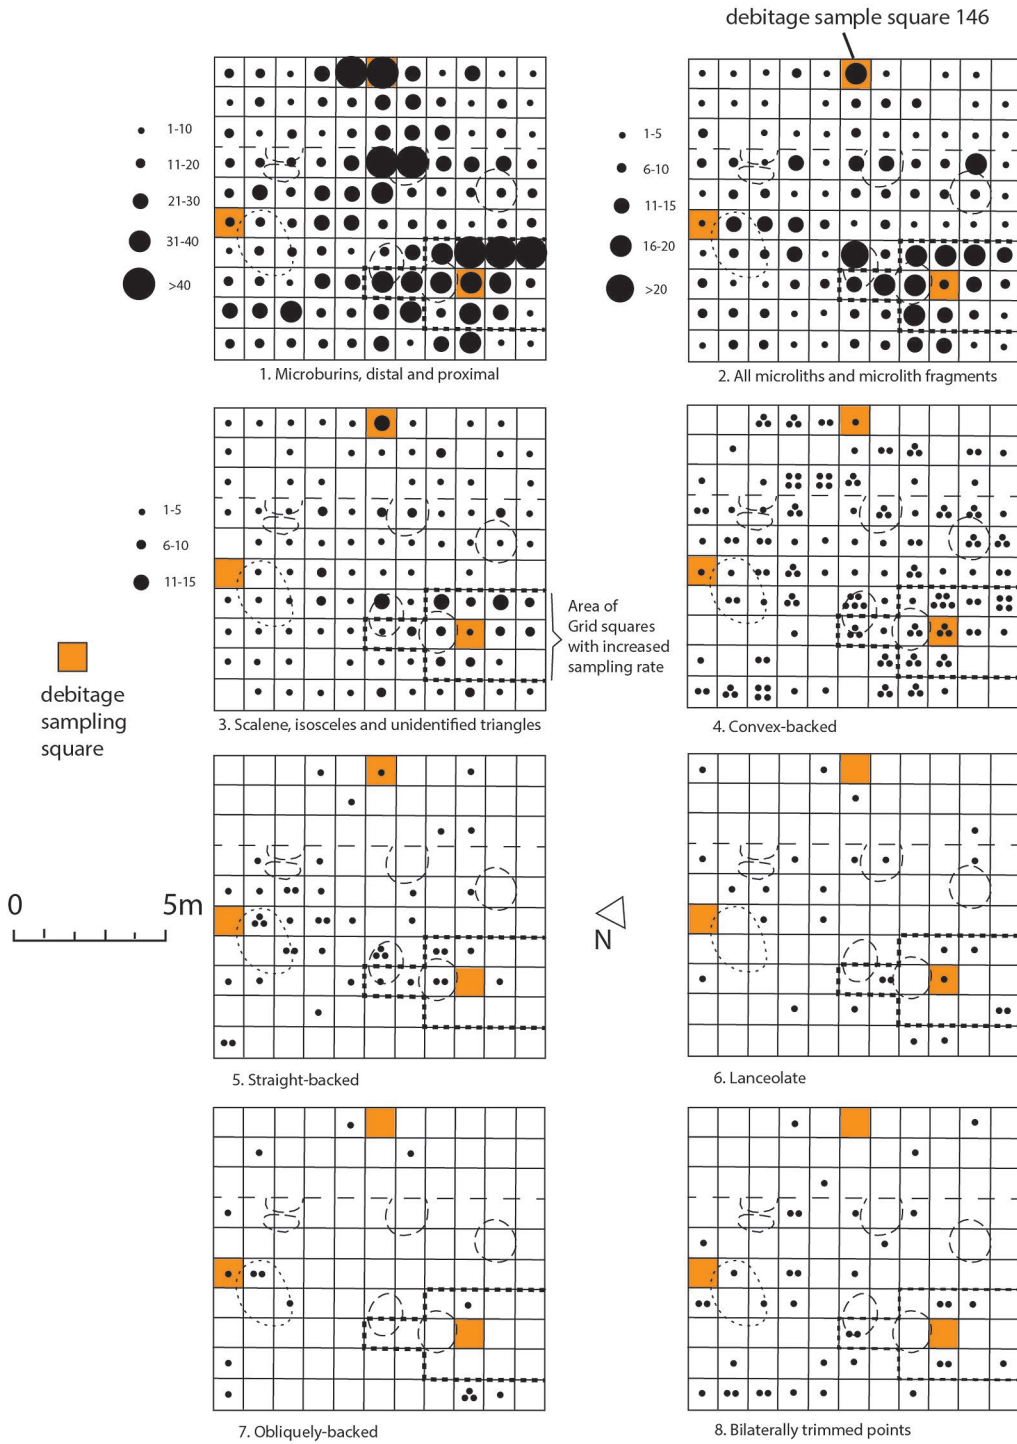 debitage sample square 146
1-10
11-20
21-30
31-40
>40
1-5
6-10
11-15
16-20
>20
1. Microburins, distal and proximal
2. All microliths and microlith fragments
1-5
6-10
11-15
Area of
Grid squares
with increased
sampling rate
debitage
sampling
square
3. Scalene, isosceles and unidentified triangles
4. Convex-backed
0
5m
N
5. Straight-backed
6. Lanceolate
7. Obliquely-backed
8. Bilaterally trimmed points